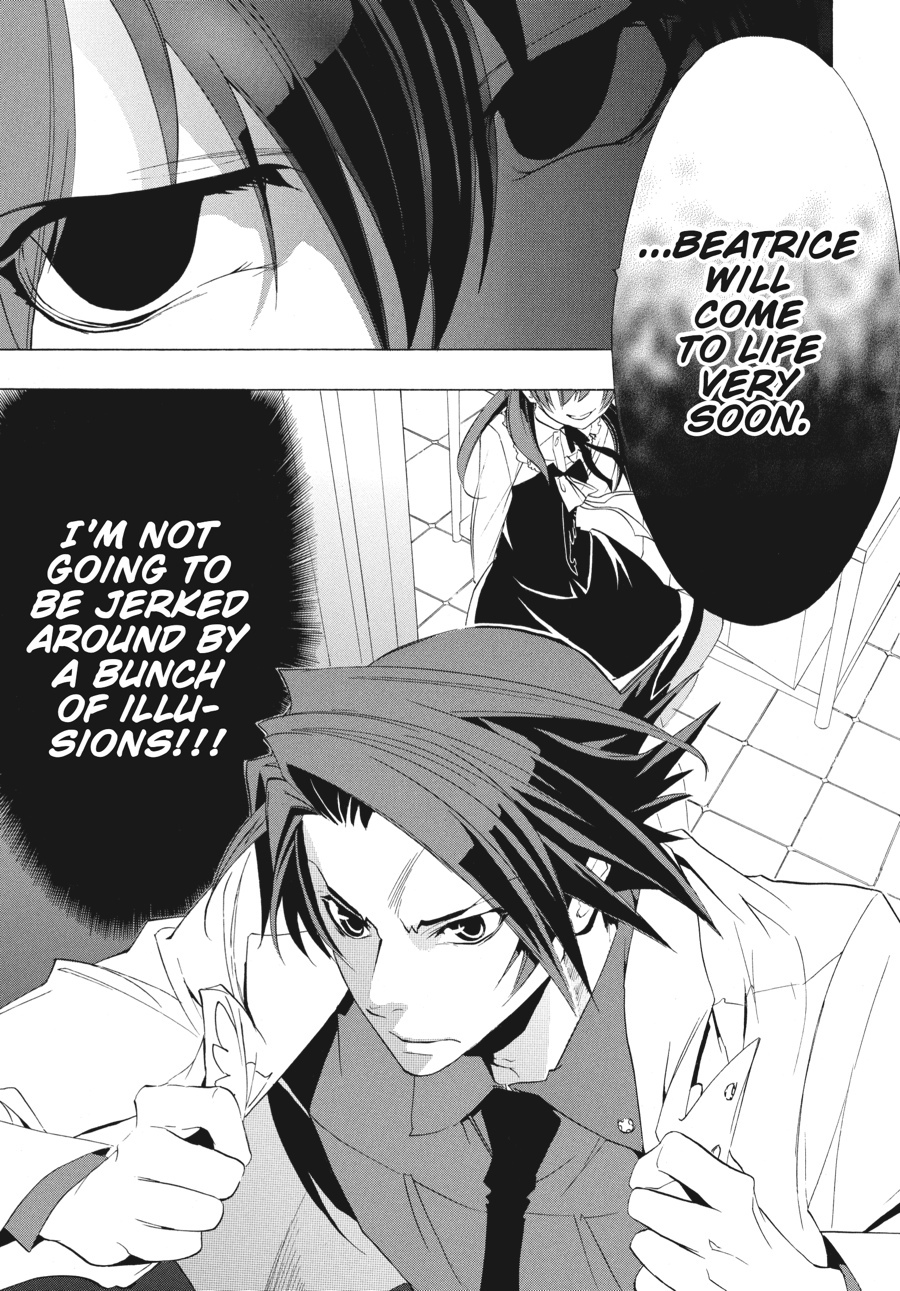 ...BEATRICE
WILL
COME
TO LIFE
VERY
SOON.
I'M NOT
GOING TO
BE JERKED
AROUND BY
A BUNCH
OF ILLU-
SIONS!!!